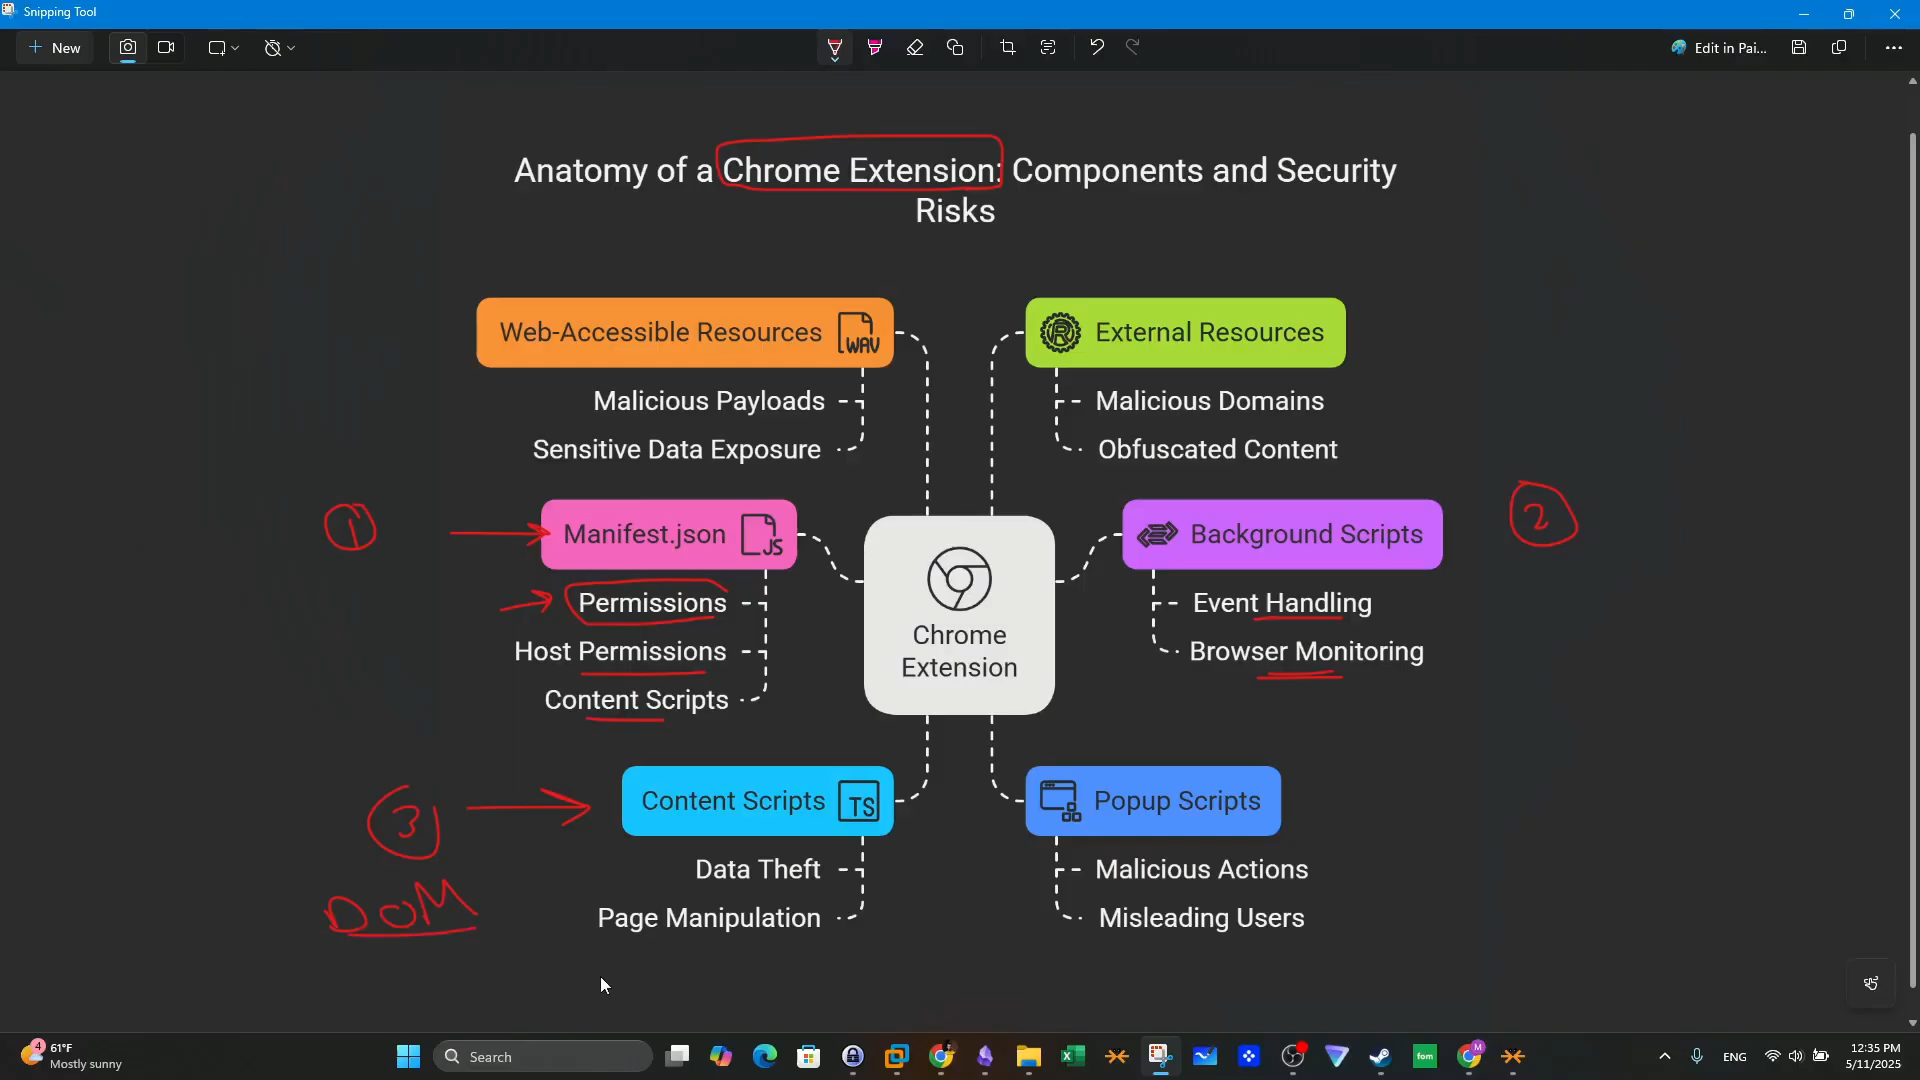 Snipping Tool
New
Edit in Pai...
Anatomy of a Chrome Extension: Components and Security
Risks
Web-Accessible Resources
WAV
Malicious Payloads
Sensitive Data Exposure
R
External Resources
Malicious Domains
Obfuscated Content
1
Manifest.json
JS
Permissions
Host Permissions
Content Scripts
Chrome
Extension
Background Scripts
2
Event Handling
Browser Monitoring
3
DOM
Content Scripts
TS
Data Theft
Page Manipulation
Popup Scripts
Malicious Actions
Misleading Users
4
61°F
Mostly sunny
Search
fom
M
ENG
12:35 PM
5/11/2025